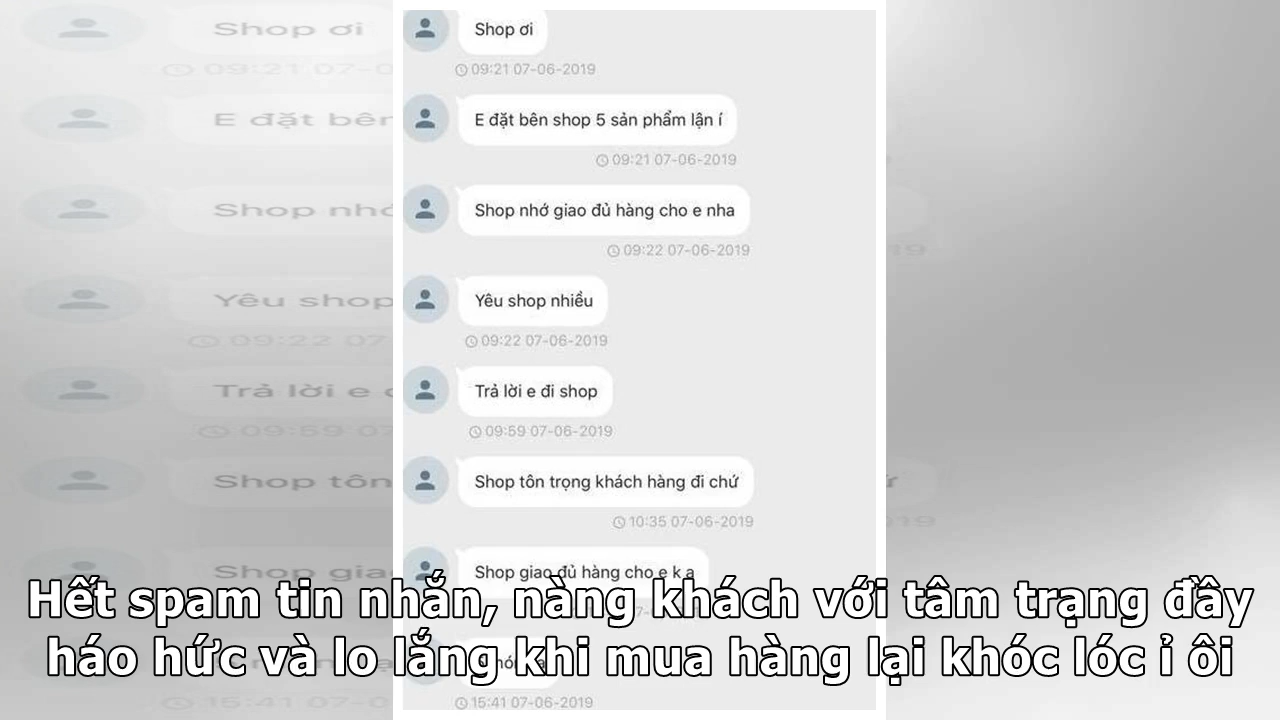 Shop ơi
09:21 07-06-2019
E đặt bên shop 5 sản phẩm lận í
09:21 07-06-2019
Shop nhớ giao đủ hàng cho e nha
09:22 07-06-2019
Yêu shop nhiều
09:22 07-06-2019
Trả lời e đi shop
09:59 07-06-2019
Shop tôn trọng khách hàng đi chứ
10:35 07-06-2019
Shop giao đủ hàng cho e k ạ
Hết spam tin nhắn, nàng khách với tâm trạng đầy
háo hức và lo lắng khi mua hàng lại khóc lóc ỉ ôi
15:41 07-06-2019